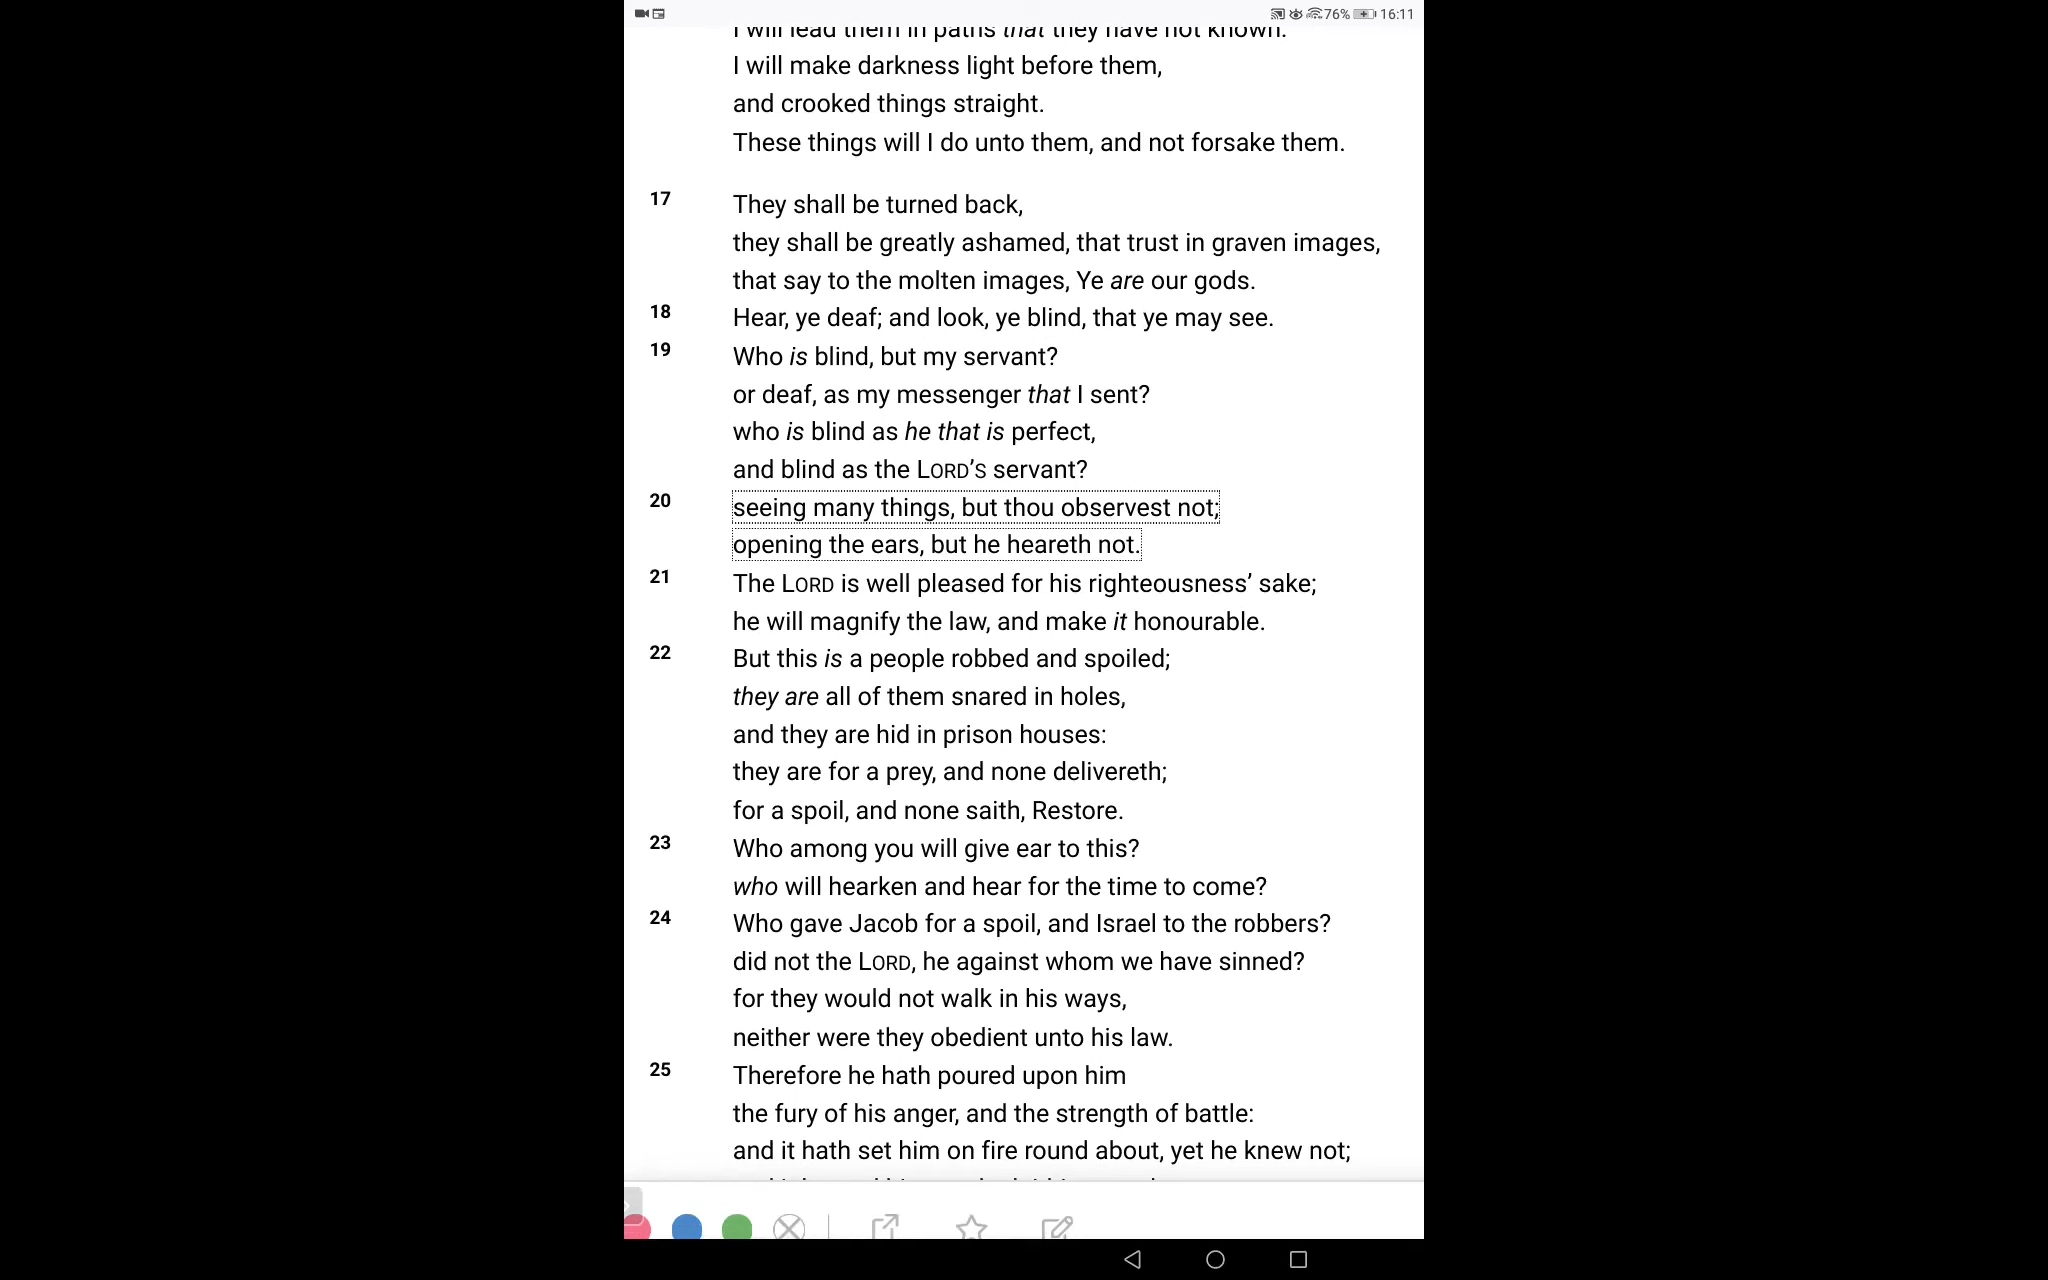 76% 16:11
I will lead them in paths that they have not known.
I will make darkness light before them,
and crooked things straight.
These things will I do unto them, and not forsake them.
17 They shall be turned back,
they shall be greatly ashamed, that trust in graven images,
that say to the molten images, Ye are our gods.
18 Hear, ye deaf; and look, ye blind, that ye may see.
19 Who is blind, but my servant?
or deaf, as my messenger that I sent?
who is blind as he that is perfect,
and blind as the LORD’S servant?
20 seeing many things, but thou observest not;
opening the ears, but he heareth not.
21 The LORD is well pleased for his righteousness’ sake;
he will magnify the law, and make it honourable.
22 But this is a people robbed and spoiled;
they are all of them snared in holes,
and they are hid in prison houses:
they are for a prey, and none delivereth;
for a spoil, and none saith, Restore.
23 Who among you will give ear to this?
who will hearken and hear for the time to come?
24 Who gave Jacob for a spoil, and Israel to the robbers?
did not the LORD, he against whom we have sinned?
for they would not walk in his ways,
neither were they obedient unto his law.
25 Therefore he hath poured upon him
the fury of his anger, and the strength of battle:
and it hath set him on fire round about, yet he knew not;